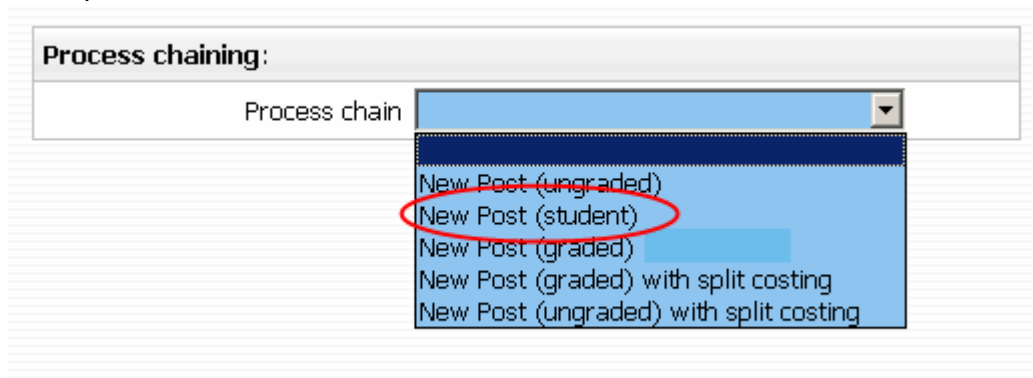 Process chaining:
Process chain
New Post (ungraded)
New Post (student)
New Post (graded)
New Post (graded) with split costing
New Post (ungraded) with split costing